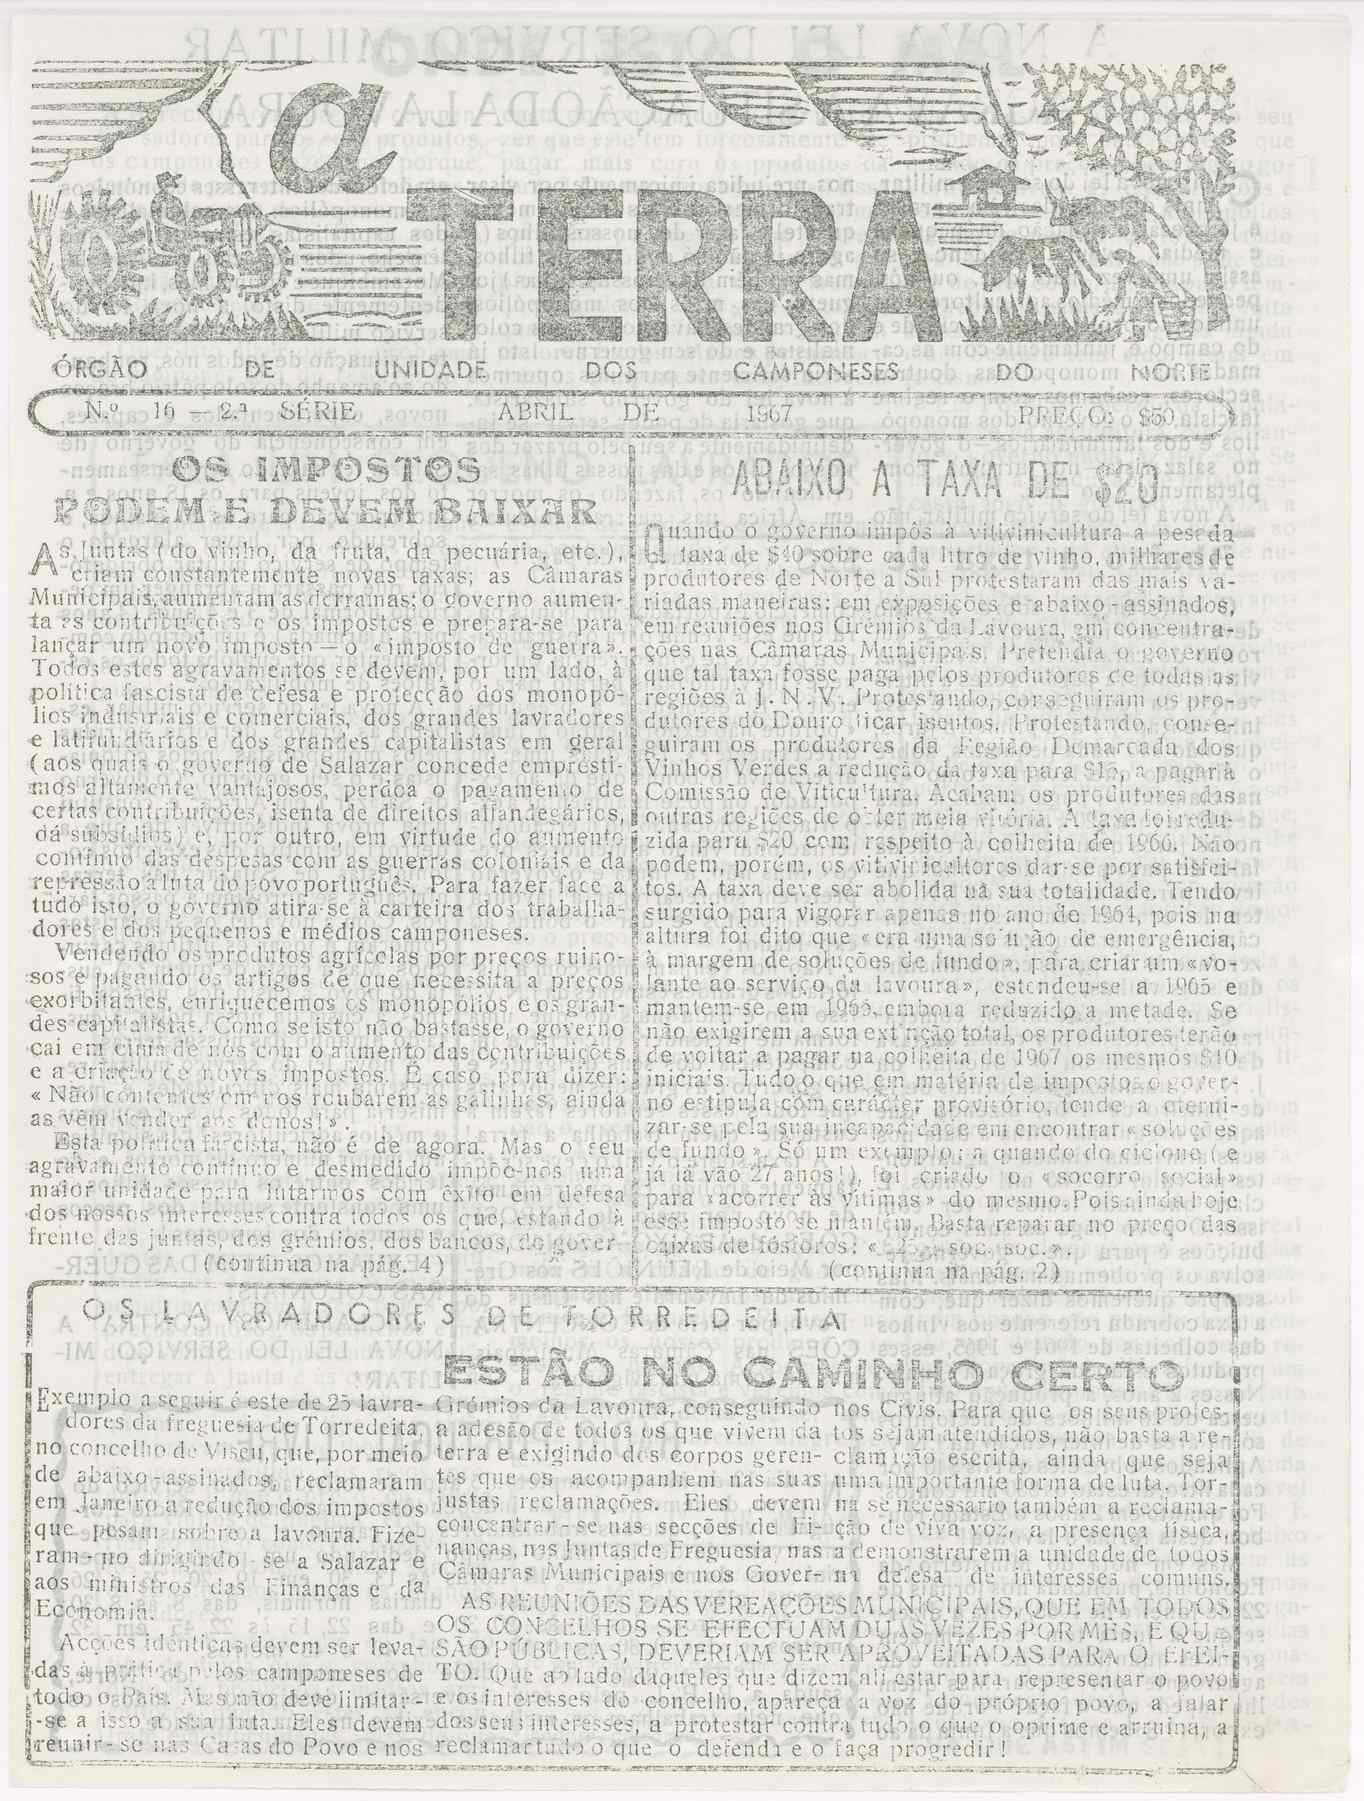 a TERRA
ÓRGÃO DE UNIDADE DOS CAMPONESES DO NORTE
N.º 16 — 2.ª SÉRIE ABRIL DE 1967 PREÇO: $50
OS IMPOSTOS
PODEM E DEVEM BAIXAR
As Juntas (do vinho, da fruta, da pecuária, etc.),
criam constantemente novas taxas; as Câmaras
Municipais, aumentam as derramas; o governo aumen-
ta as contribuições e os impostos e prepara-se para
lançar um novo imposto — o «imposto de guerra».
Todos estes agravamentos se devem, por um lado, à
política fascista de defesa e protecção dos monopó-
lios industriais e comerciais, dos grandes lavradores
e latifundiários e dos grandes capitalistas em geral
(aos quais o governo de Salazar concede emprésti-
mos altamente vantajosos, perdoa o pagamento de
certas contribuições, isenta de direitos alfandegários,
dá subsídios) e, por outro, em virtude do aumento
contínuo das despesas com as guerras coloniais e da
repressão à luta do povo português. Para fazer face a
tudo isto, o governo atira-se à carteira dos trabalha-
dores e dos pequenos e médios camponeses.
Vendendo os produtos agrícolas por preços ruino-
sos e pagando os artigos de que necessita a preços
exorbitantes, enriquecemos os monopólios e os gran-
des capitalistas. Como se isto não bastasse, o governo
cai em cima de nós com o aumento das contribuições
e a criação de novos impostos. É caso para dizer:
« Não contentes em nos roubarem as galinhas, ainda
as vêm vender aos donos! ».
Esta política fascista, não é de agora. Mas o seu
agravamento contínuo e desmedido impõe-nos uma
maior unidade para lutarmos com êxito em defesa
dos nossos interesses contra todos os que, estando à
frente das juntas, dos grémios, dos bancos, do gover-
(continua na pág. 4)
ABAIXO A TAXA DE $20
Quando o governo impôs à vitivinicultura a pesada
taxa de $40 sobre cada litro de vinho, milhares de
produtores de Norte a Sul protestaram das mais va-
riadas maneiras: em exposições e abaixo-assinados,
em reuniões nos Grémios da Lavoura, em concentra-
ções nas Câmaras Municipais. Pretendia o governo
que tal taxa fosse paga pelos produtores de todas as
regiões à J. N. V. Protestando, conseguiram os pro-
dutores do Douro ficar isentos. Protestando, conse-
guiram os produtores da Região Demarcada dos
Vinhos Verdes a redução da taxa para $15, a pagar à
Comissão de Viticultura. Acabam os produtores das
outras regiões de obter meia vitória. A taxa foi redu-
zida para $20 com respeito à colheita de 1966. Não
podem, porém, os vitivinicultores dar-se por satisfei-
tos. A taxa deve ser abolida na sua totalidade. Tendo
surgido para vigorar apenas no ano de 1964, pois na
altura foi dito que «era uma solução de emergência,
à margem de soluções de fundo», para criar um «vo-
lante ao serviço da lavoura», estendeu-se a 1965 e
mantem-se em 1966, embora reduzido a metade. Se
não exigirem a sua extinção total, os produtores terão
de voltar a pagar na colheita de 1967 os mesmos $40
iniciais. Tudo o que em matéria de impostos o gover-
no estipula com carácter provisório, tende a eterni-
zar-se pela sua incapacidade em encontrar «soluções
de fundo». Só um exemplo: a quando do ciclone (e
já lá vão 27 anos!), foi criado o «socorro social»
para «acorrer às vítimas» do mesmo. Pois ainda hoje
esse imposto se mantém. Basta reparar no preço das
caixas de fósforos: « soc. soc.».
(continua na pág. 2)
OS LAVRADORES DE TORREDEITA
ESTÃO NO CAMINHO CERTO
Exemplo a seguir é este de 25 lavra-
dores da freguesia de Torredeita,
no concelho de Viseu, que, por meio
de abaixo-assinados, reclamaram
em Janeiro a redução dos impostos
que pesam sobre a lavoura. Fize-
ram-no dirigindo-se a Salazar e
aos ministros das Finanças e da
Economia.
Acções idênticas devem ser leva-
das à prática pelos camponeses de
todo o País. Mas não deve limitar-
-se a isso a sua luta. Eles devem
reunir-se nas Casas do Povo e nos
Grémios da Lavoura, conseguindo
a adesão de todos os que vivem da
terra e exigindo dos corpos geren-
tes que os acompanhem nas suas
justas reclamações. Eles devem
concentrar-se nas secções de Fi-
nanças, nas Juntas de Freguesia, nas
Câmaras Municipais e nos Gover-
nos Civis. Para que os seus protes-
tos sejam atendidos, não basta a re-
clamação escrita, ainda que seja
uma importante forma de luta. Tor-
na-se necessário também a reclama-
ção de viva voz, a presença física,
a demonstrarem a unidade de todos
na defesa de interesses comuns.
AS REUNIÕES DAS VEREAÇÕES MUNICIPAIS, QUE EM TODOS
OS CONCELHOS SE EFECTUAM DUAS VEZES POR MÊS, E QUE
SÃO PÚBLICAS, DEVERIAM SER APROVEITADAS PARA O EFEI-
TO. Que ao lado daqueles que dizem ali estar para representar o povo
e os interesses do concelho, apareça a voz do próprio povo, a falar
dos seus interesses, a protestar contra tudo o que o oprime e arruína, a
reclamar tudo o que o defenda e o faça progredir!